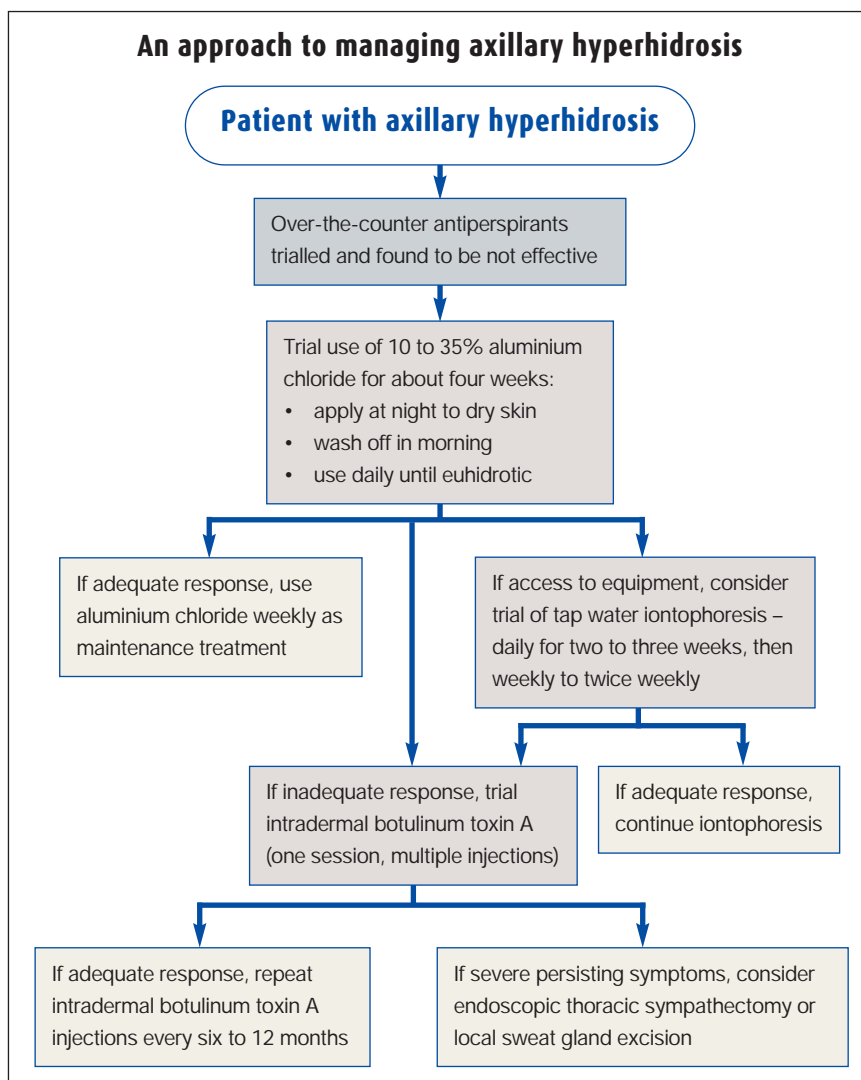 An approach to managing axillary hyperhidrosis
Patient with axillary hyperhidrosis
Over-the-counter antiperspirants
trialled and found to be not effective
Trial use of 10 to 35% aluminium
chloride for about four weeks:
• apply at night to dry skin
• wash off in morning
• use daily until euhidrotic
If adequate response, use
aluminium chloride weekly as
maintenance treatment
If access to equipment, consider
trial of tap water iontophoresis –
daily for two to three weeks, then
weekly to twice weekly
If inadequate response, trial
intradermal botulinum toxin A
(one session, multiple injections)
If adequate response,
continue iontophoresis
If adequate response, repeat
intradermal botulinum toxin A
injections every six to 12 months
If severe persisting symptoms, consider
endoscopic thoracic sympathectomy or
local sweat gland excision